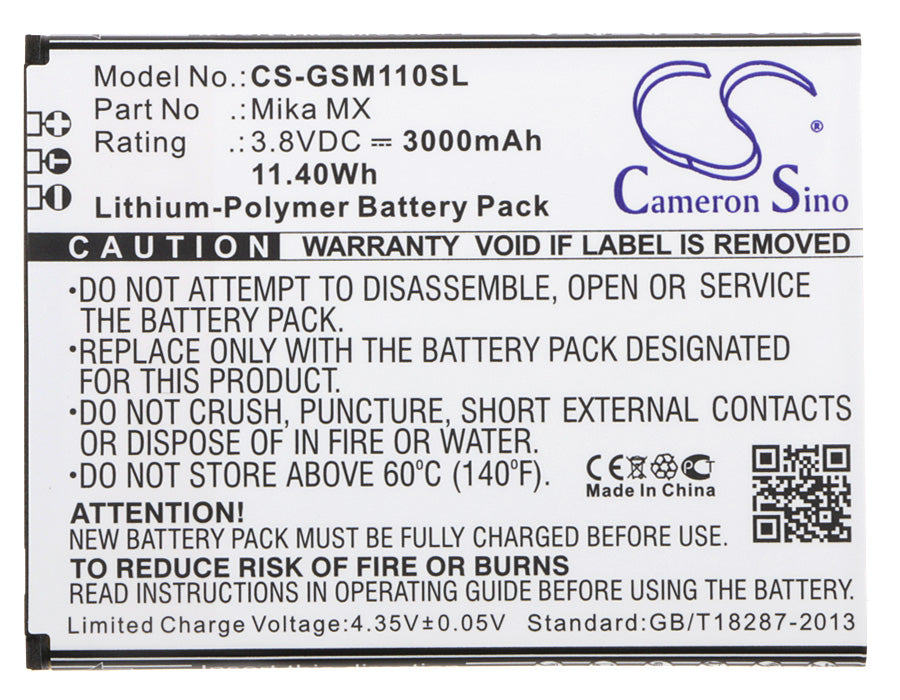 Model No.: CS-GSM110SL
Part No : Mika MX
Rating .: 3.8VDC ⎓ 3000mAh
11.40Wh
Lithium-Polymer Battery Pack
CS ®
Cameron Sino
CAUTION WARRANTY VOID IF LABEL IS REMOVED
•DO NOT ATTEMPT TO DISASSEMBLE, OPEN OR SERVICE
THE BATTERY PACK.
•REPLACE ONLY WITH THE BATTERY PACK DESIGNATED
FOR THIS PRODUCT.
•DO NOT CRUSH, PUNCTURE, SHORT EXTERNAL CONTACTS
OR DISPOSE OF IN FIRE OR WATER.
•DO NOT STORE ABOVE 60°C (140°F).
CE PCT
Made In China
ATTENTION!
NEW BATTERY PACK MUST BE FULLY CHARGED BEFORE USE.
TO REDUCE RISK OF FIRE OR BURNS
READ INSTRUCTIONS IN OPERATING GUIDE BEFORE USING THE BATTERY.
Limited Charge Voltage:4.35V±0.05V Standard:GB/T18287-2013